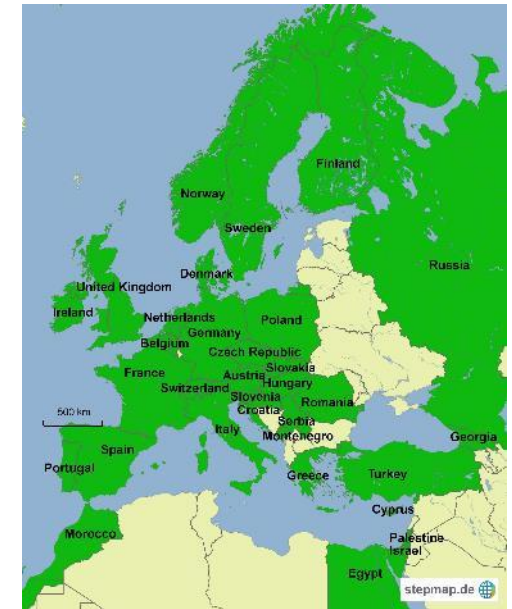 Finland
Norway
Sweden
Russia
Denmark
United Kingdom
Ireland
Netherlands
Poland
Germany
Belgium
Czech Republic
Slovakia
France
Austria
Hungary
Switzerland
Slovenia
Romania
500 km
Croatia
Serbia
Italy
Montenegro
Georgia
Spain
Portugal
Greece
Turkey
Cyprus
Morocco
Palestine
Israel
Egypt
stepmap.de